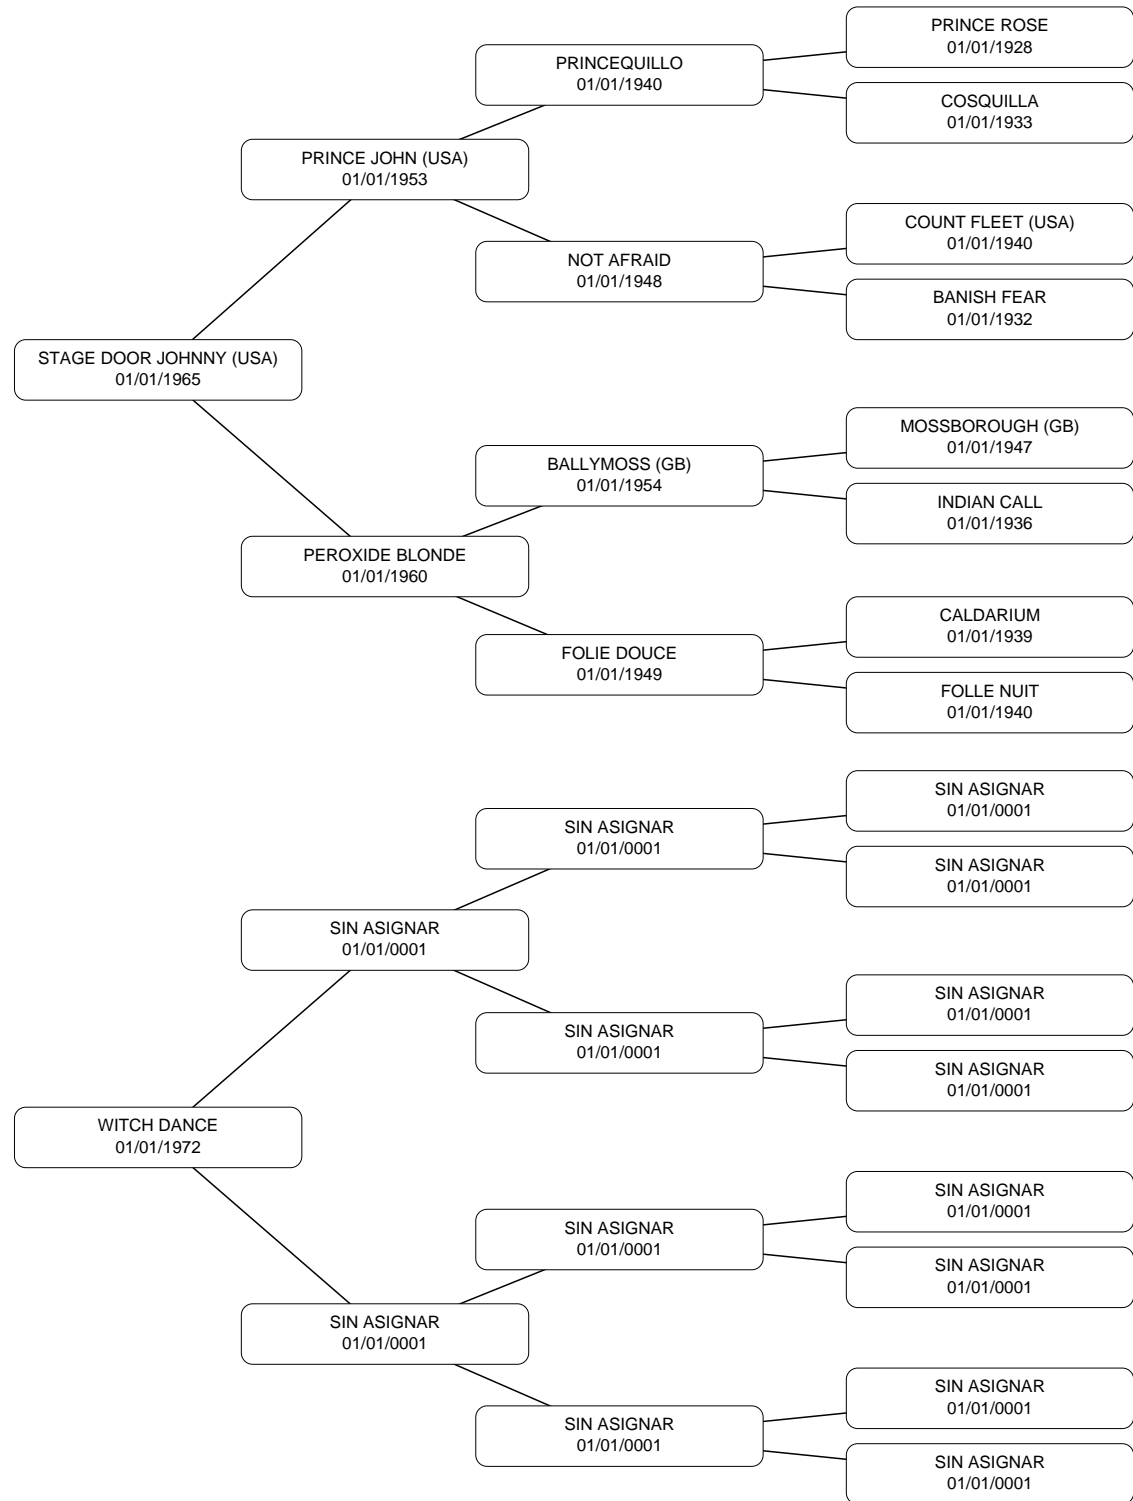 PRINCE ROSE
01/01/1928
PRINCEQUILLO
01/01/1940
COSQUILLA
01/01/1933
PRINCE JOHN (USA)
01/01/1953
COUNT FLEET (USA)
01/01/1940
NOT AFRAID
01/01/1948
BANISH FEAR
01/01/1932
STAGE DOOR JOHNNY (USA)
01/01/1965
MOSSBOROUGH (GB)
01/01/1947
BALLYMOSS (GB)
01/01/1954
INDIAN CALL
01/01/1936
PEROXIDE BLONDE
01/01/1960
CALDARIUM
01/01/1939
FOLIE DOUCE
01/01/1949
FOLLE NUIT
01/01/1940
SIN ASIGNAR
01/01/0001
SIN ASIGNAR
01/01/0001
SIN ASIGNAR
01/01/0001
SIN ASIGNAR
01/01/0001
SIN ASIGNAR
01/01/0001
SIN ASIGNAR
01/01/0001
SIN ASIGNAR
01/01/0001
WITCH DANCE
01/01/1972
SIN ASIGNAR
01/01/0001
SIN ASIGNAR
01/01/0001
SIN ASIGNAR
01/01/0001
SIN ASIGNAR
01/01/0001
SIN ASIGNAR
01/01/0001
SIN ASIGNAR
01/01/0001
SIN ASIGNAR
01/01/0001